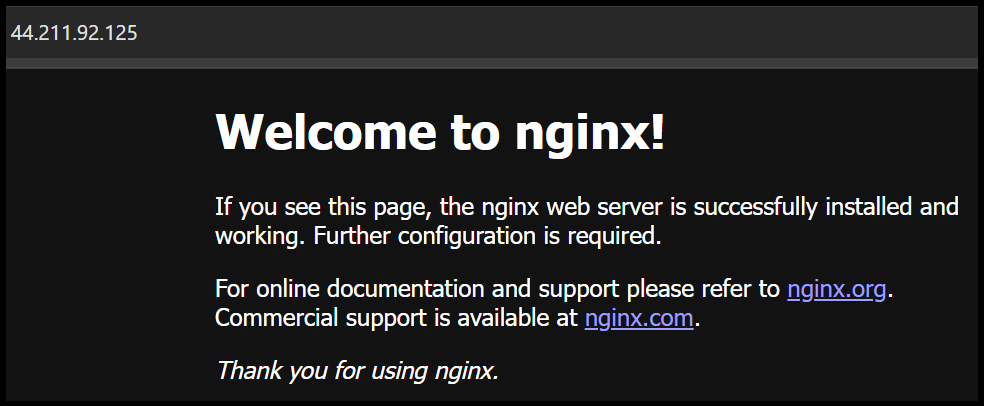 44.211.92.125
Welcome to nginx!
If you see this page, the nginx web server is successfully installed and
working. Further configuration is required.
For online documentation and support please refer to nginx.org.
Commercial support is available at nginx.com.
Thank you for using nginx.